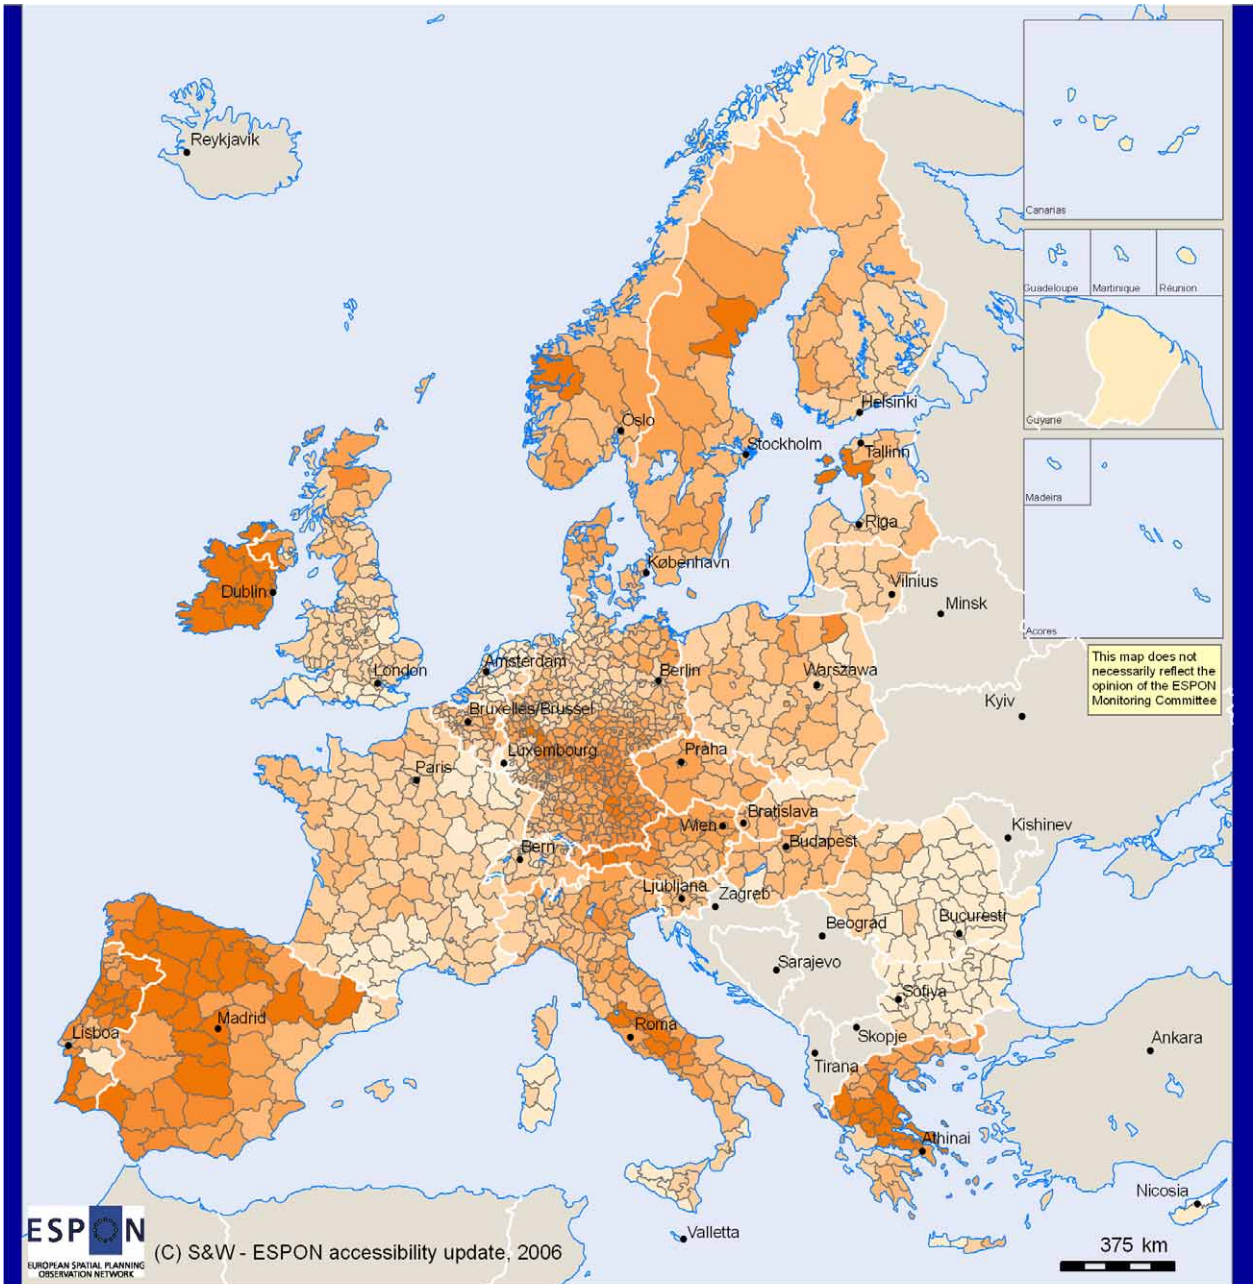 Reykjavik
Canarias
Guadeloupe
Martinique
Réunion
Guyane
Helsinki
Oslo
Stockholm
Tallinn
Madeira
Riga
København
Vilnius
Dublin
Minsk
Acores
London
Amsterdam
Berlin
Warszawa
This map does not
necessarily reflect the
opinion of the ESPON
Monitoring Committee
Kyiv
Bruxelles/Brussel
Luxembourg
Praha
Paris
Wien
Bratislava
Kishinev
Bern
Budapest
Ljubljana
Zagreb
Beograd
Bucuresti
Sarajevo
Sofiya
Madrid
Lisboa
Roma
Skopje
Ankara
Tirana
Athinai
Nicosia
Valletta
ESPON
EUROPEAN SPATIAL PLANNING
OBSERVATION NETWORK
(C) S&W - ESPON accessibility update, 2006
375 km